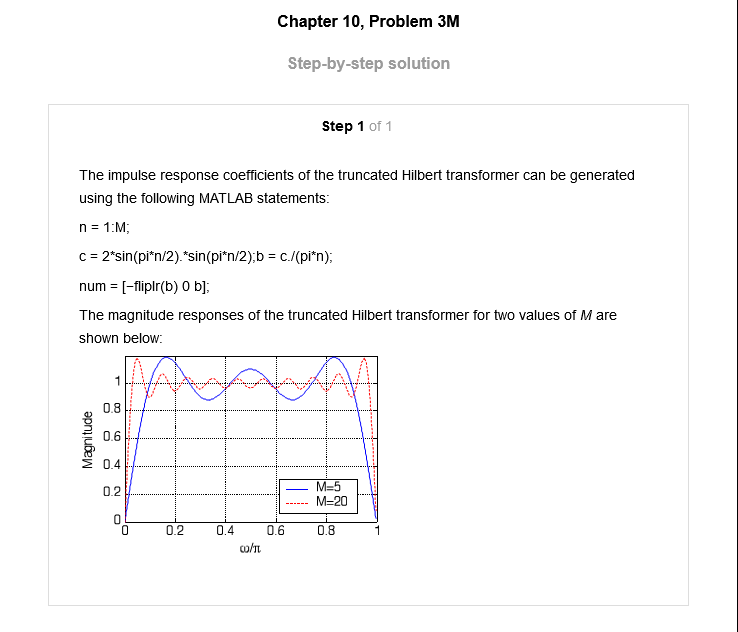 Chapter 10, Problem 3M
Step-by-step solution
Step 1 of 1
The impulse response coefficients of the truncated Hilbert transformer can be generated
using the following MATLAB statements:
n = 1:M;
c = 2*sin(pi*n/2).*sin(pi*n/2);b = c./(pi*n);
num = [−fliplr(b) 0 b];
The magnitude responses of the truncated Hilbert transformer for two values of M are
shown below:
1
0.8
0.6
0.4
0.2
0
Magnitude
M=5
M=20
0 0.2 0.4 0.6 0.8 1
ω/π